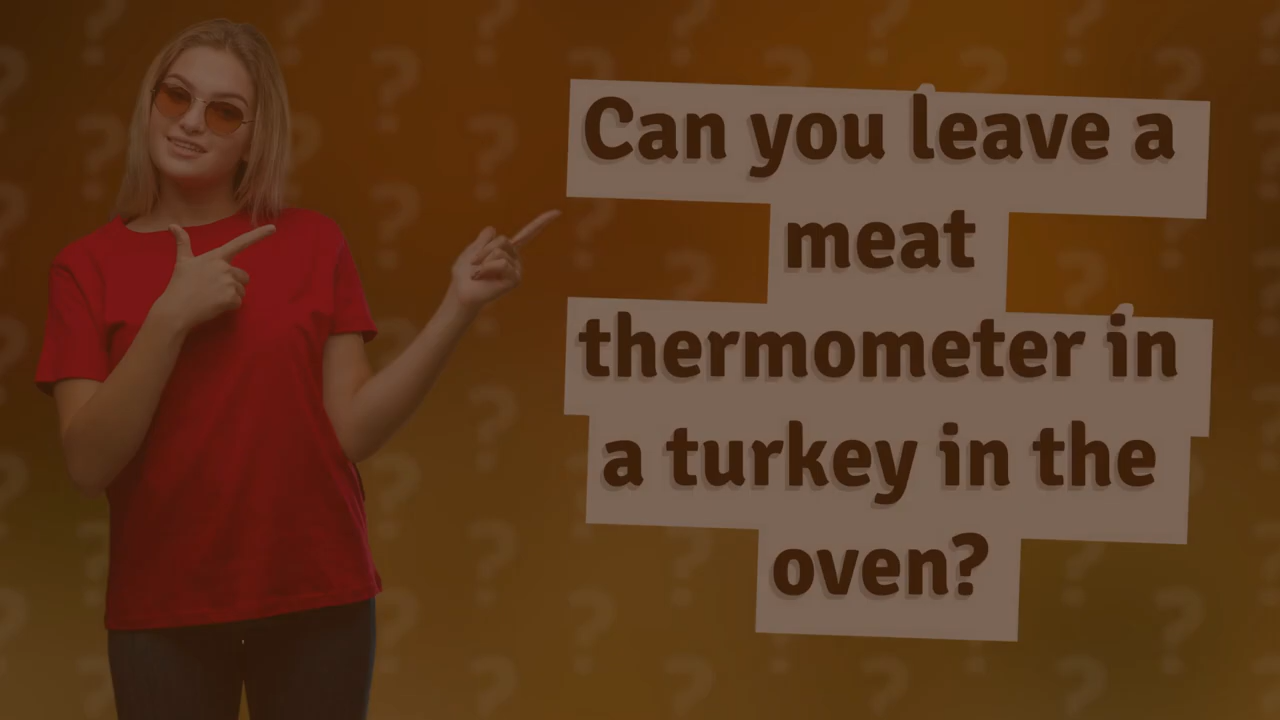 Can you leave a
meat
thermometer in
a turkey in the
oven?